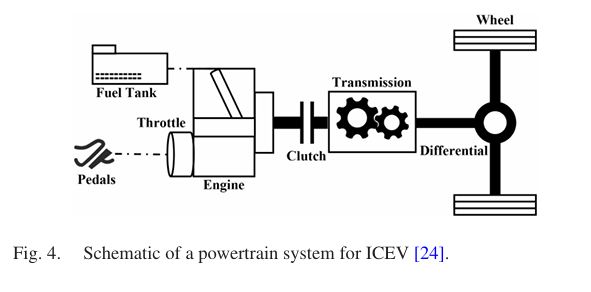 Wheel
Transmission
Fuel Tank
Throttle
Clutch
Differential
Pedals
Engine
Fig. 4. Schematic of a powertrain system for ICEV [24].